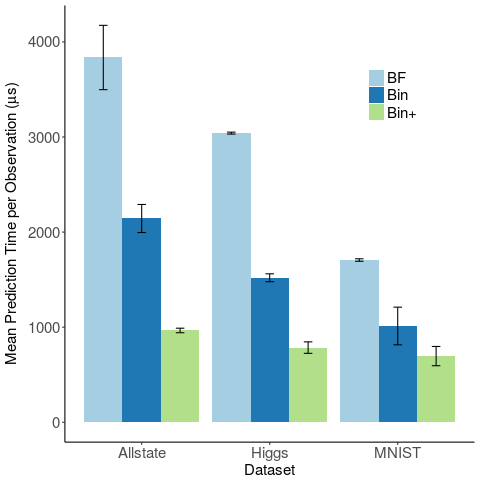 Mean Prediction Time per Observation (µs)
4000
3000
2000
1000
0
BF
Bin
Bin+
Allstate Higgs MNIST
Dataset